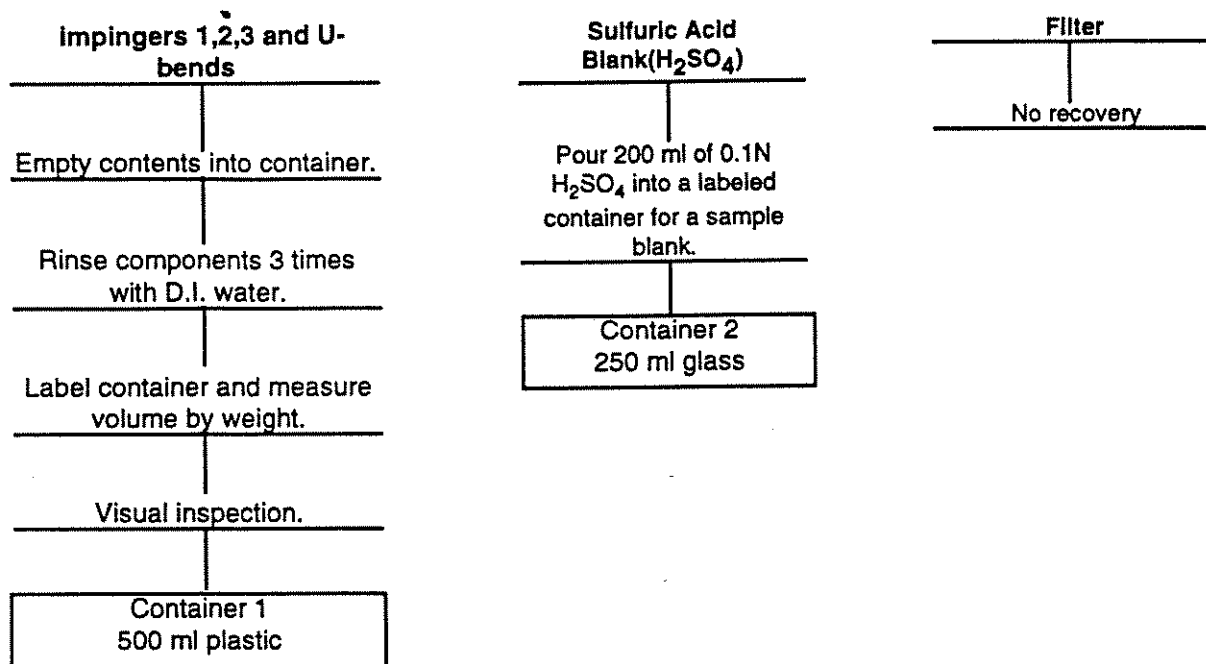 impingers 1,2,3 and U-
bends
Empty contents into container.
Rinse components 3 times
with D.I. water.
Label container and measure
volume by weight.
Visual inspection.
Container 1
500 ml plastic
Sulfuric Acid
Blank(H₂SO₄)
Pour 200 ml of 0.1N
H₂SO₄ into a labeled
container for a sample
blank.
Container 2
250 ml glass
Filter
No recovery